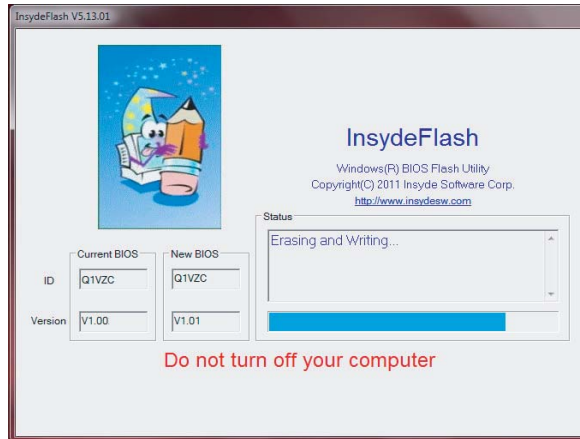 InsydeFlash V5.13.01
InsydeFlash
Windows(R) BIOS Flash Utility
Copyright(C) 2011 Insyde Software Corp.
http://www.insydesw.com
Status
Erasing and Writing...
Current BIOS
New BIOS
ID
Q1VZC
Q1VZC
Version
V1.00
V1.01
Do not turn off your computer